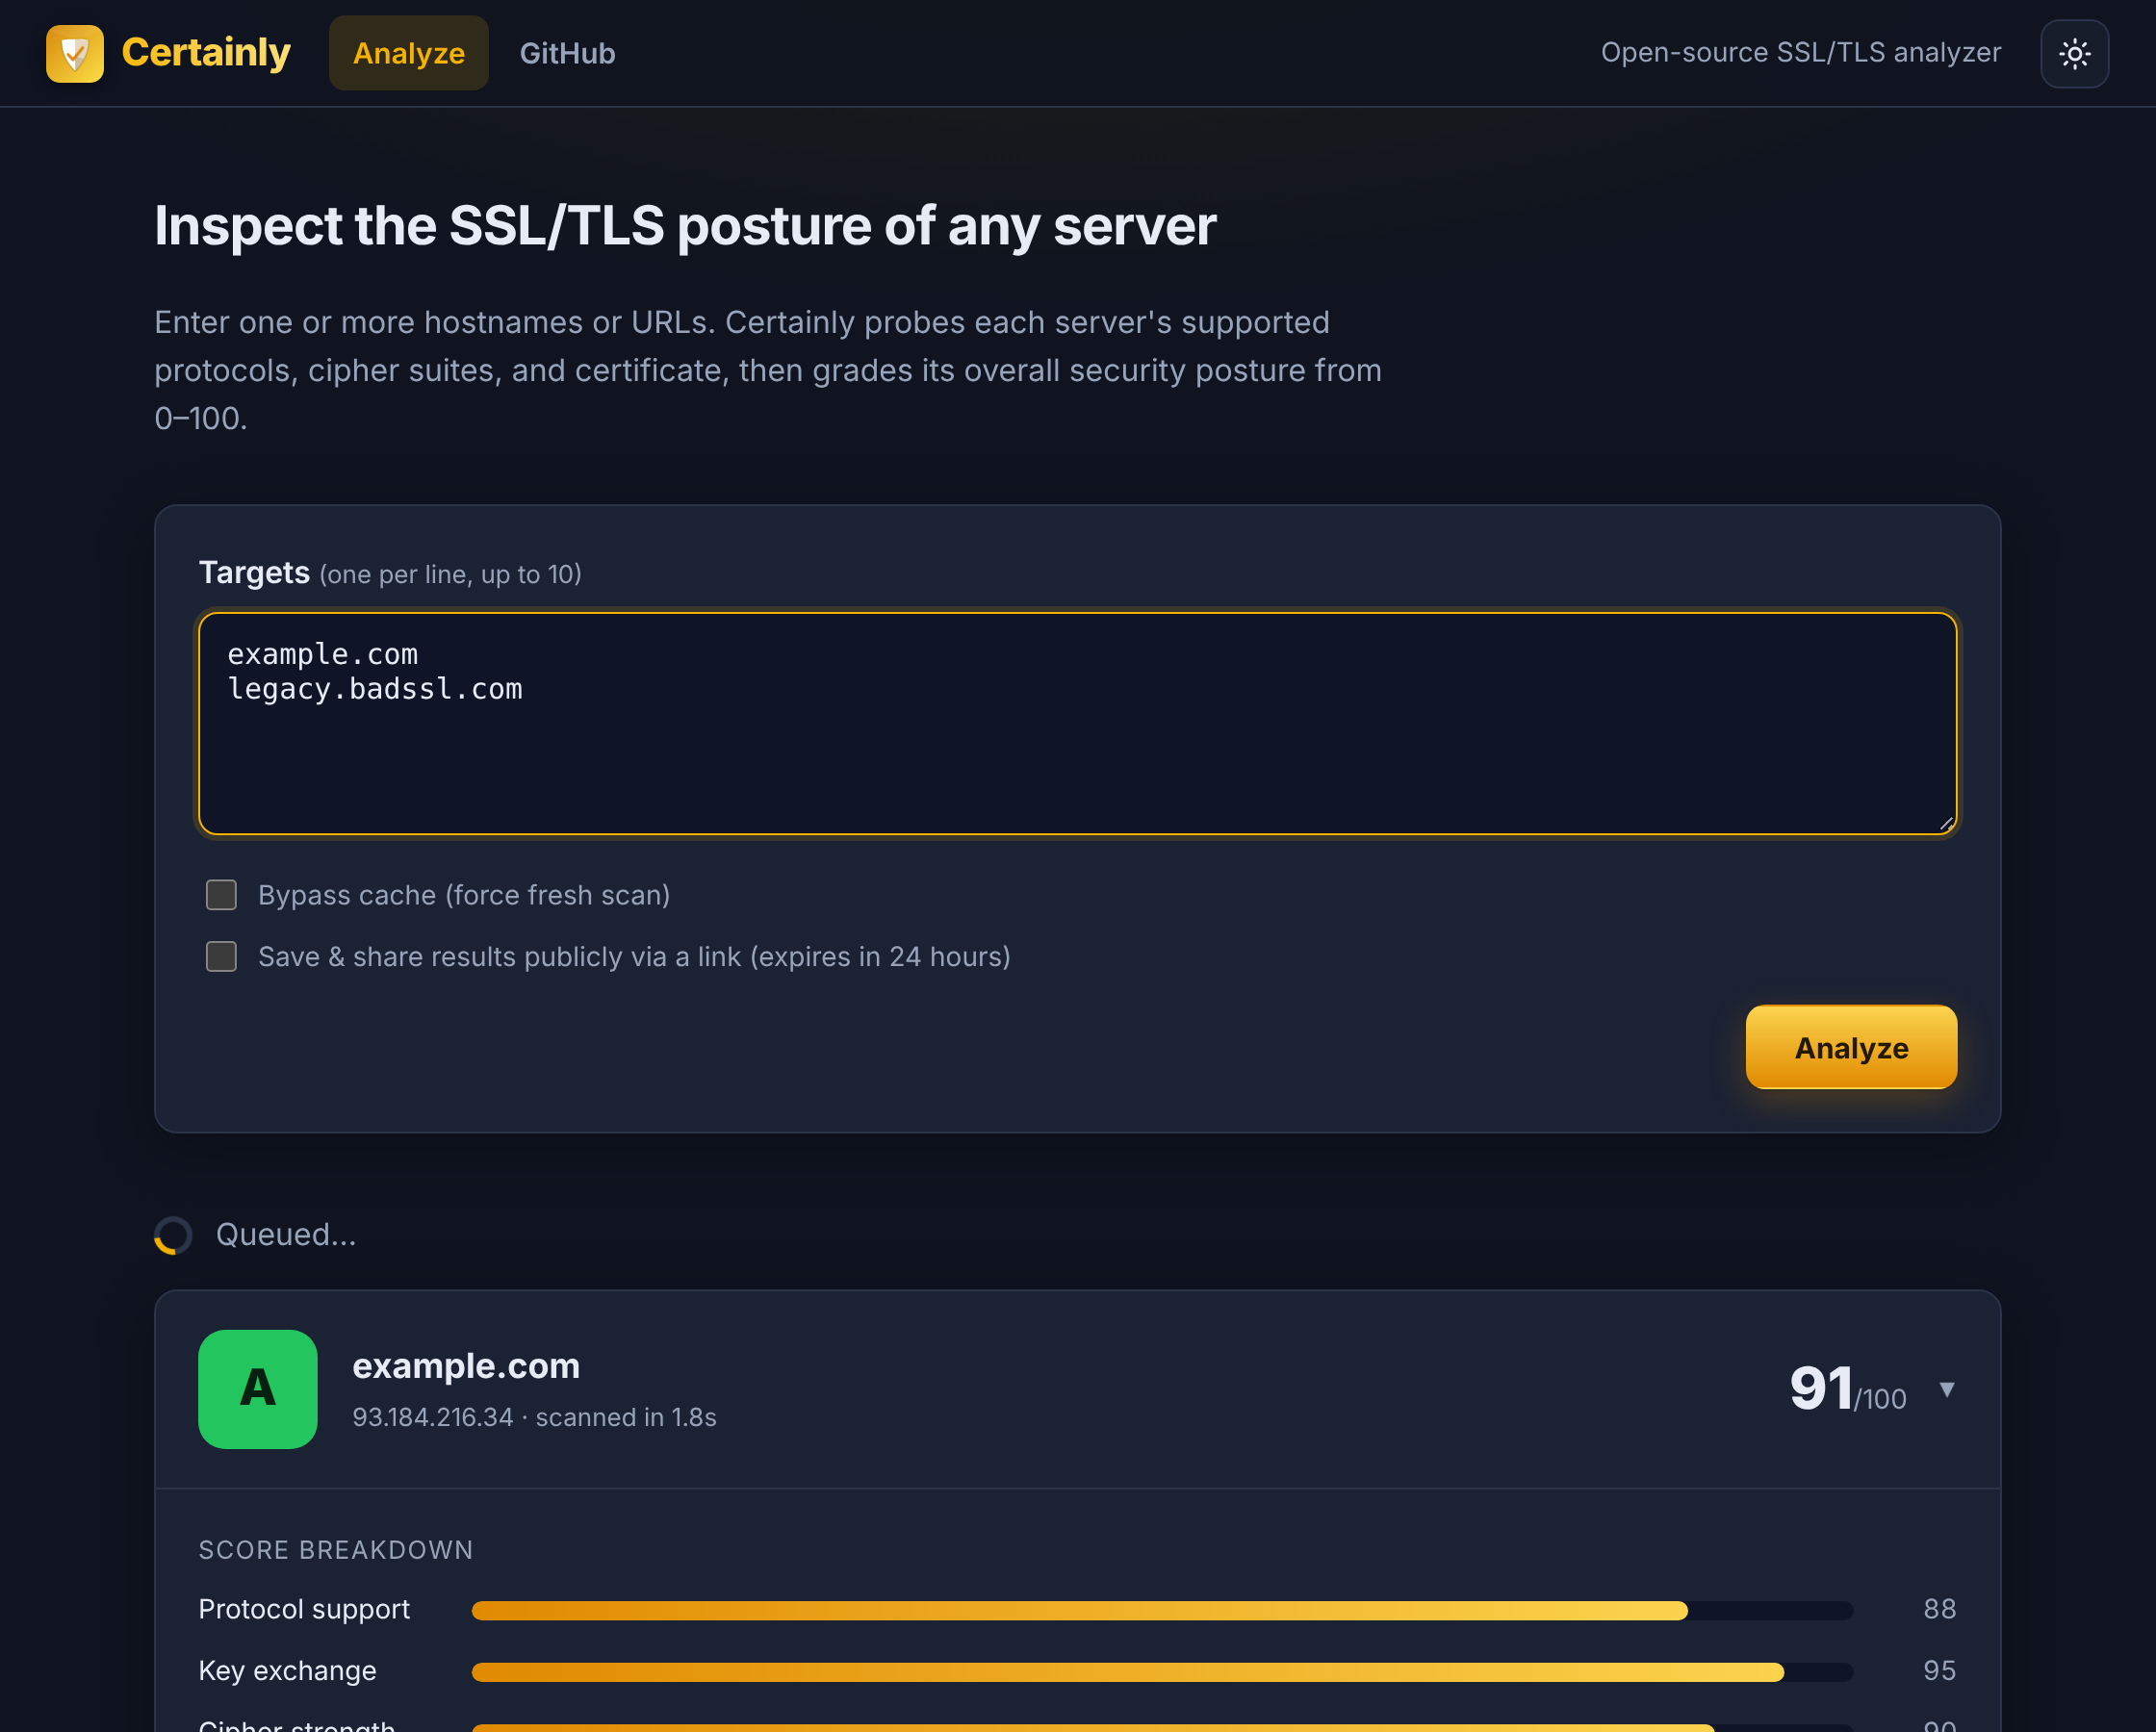 Certainly
Analyze
GitHub
Open-source SSL/TLS analyzer
Inspect the SSL/TLS posture of any server
Enter one or more hostnames or URLs. Certainly probes each server's supported
protocols, cipher suites, and certificate, then grades its overall security posture from
0–100.
Targets (one per line, up to 10)
example.com
legacy.badssl.com
Bypass cache (force fresh scan)
Save & share results publicly via a link (expires in 24 hours)
Analyze
Queued…
A
example.com
93.184.216.34 · scanned in 1.8s
91/100 ▼
SCORE BREAKDOWN
Protocol support 88
Key exchange 95
Cipher strength 90